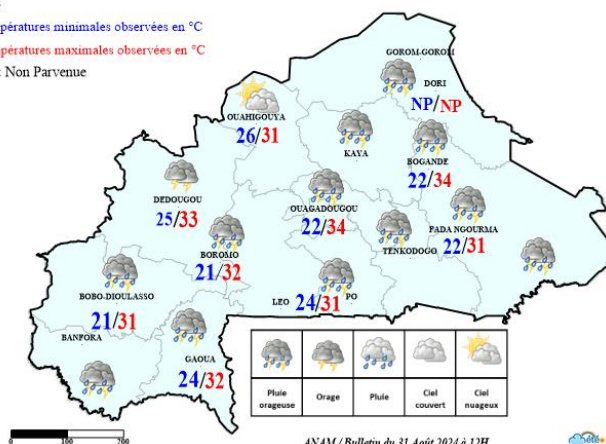 pératures minimales observées en °C
pératures maximales observées en °C
Non Parvenue
GOROM-GOROM
DORI
NP/NP
OUAHIGOUYA
26/31
KAYA
BOGANDE
22/34
DEDOUGOU
25/33
OUAGADOUGOU
22/34
FADA NGOURMA
22/31
TENKODOGO
BOROMO
21/32
BOBO-DIOULASSO
21/31
LEO 24/31 PO
BANFORA
GAOUA
24/32
Pluie orageuse
Orage
Pluie
Ciel couvert
Ciel nuageux
100
200
ANAM / Bulletin du 31 Août 2024 à 12H